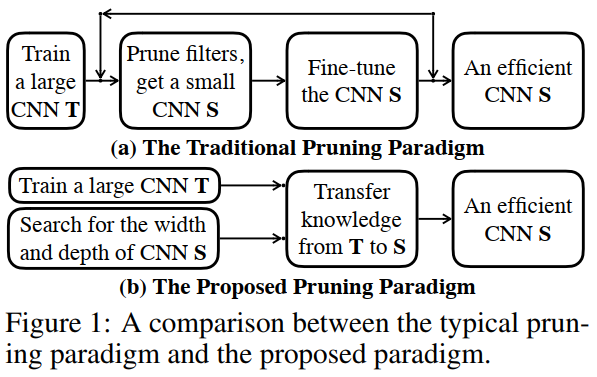 Train
a large
CNN T
Prune filters,
get a small
CNN S
Fine-tune
the CNN S
An efficient
CNN S
(a) The Traditional Pruning Paradigm
Train a large CNN T
Search for the width
and depth of CNN S
Transfer
knowledge
from T to S
An efficient
CNN S
(b) The Proposed Pruning Paradigm
Figure 1: A comparison between the typical prun-
ing paradigm and the proposed paradigm.